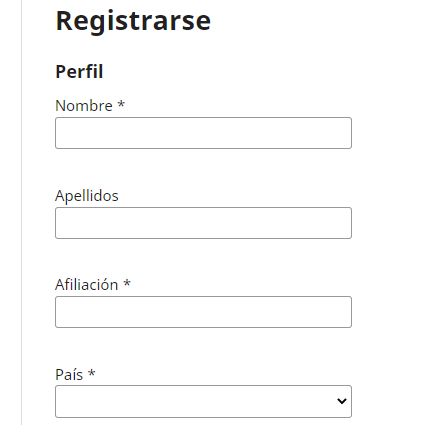 Registrarse
Perfil
Nombre *
Apellidos
Afiliación *
País *